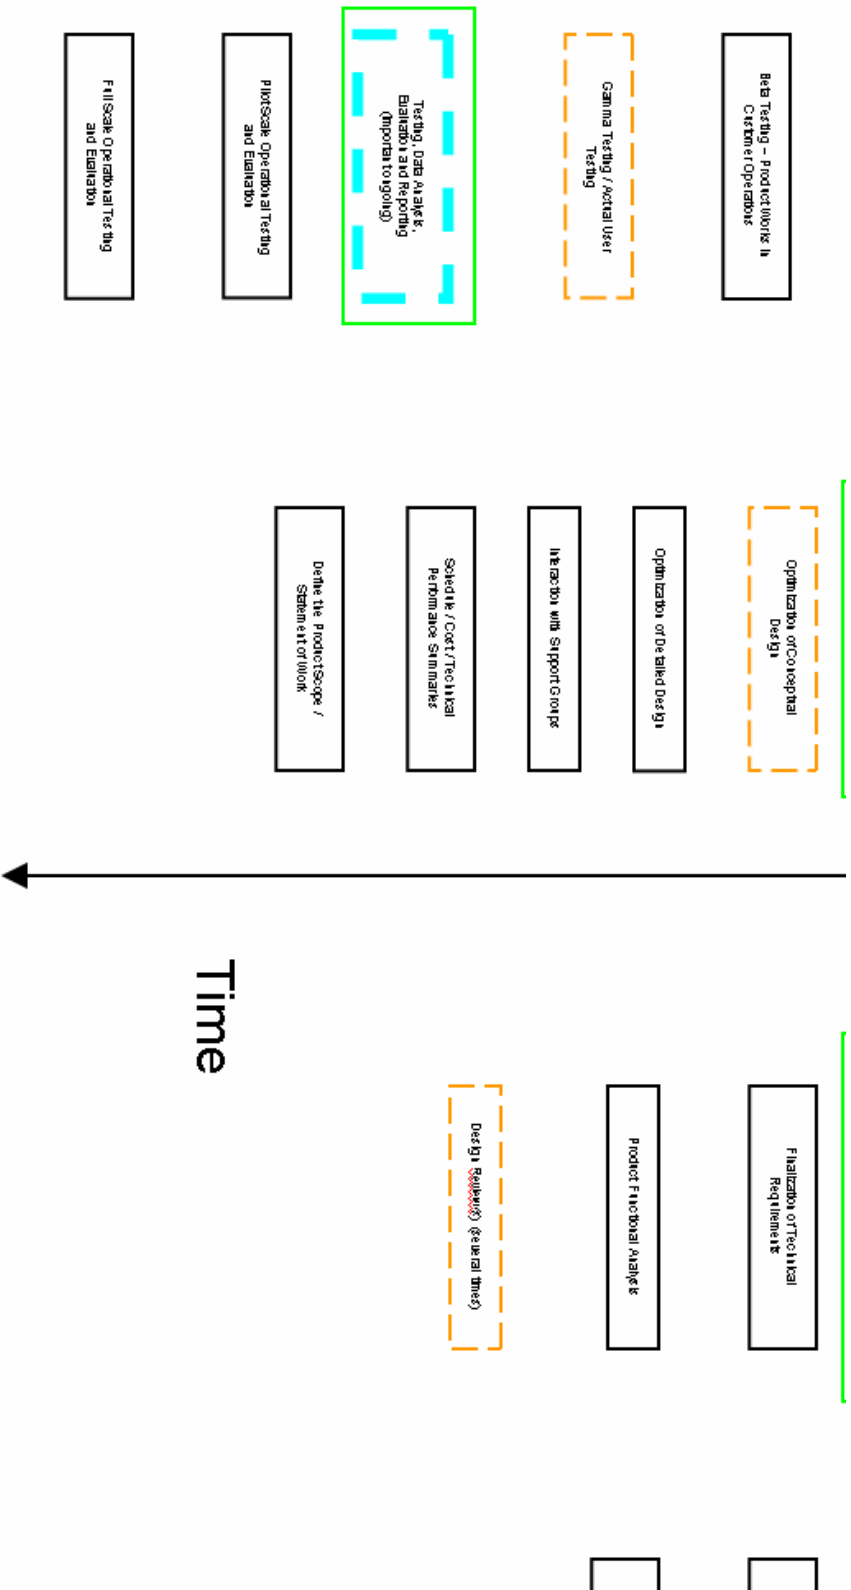 Beta Testing – Product Works In
Customer Operations
Gamma Testing / Actual User
Testing
Testing, Data Analysis,
Evaluation and Reporting
(Important ongoing)
Pilot Scale Operational Testing
and Evaluation
Full Scale Operational Testing
and Evaluation
Optimization of Conceptual
Design
Optimization of Detailed Design
Interaction with Support Groups
Schedule / Cost / Technical
Performance Summaries
Define the Product Scope /
Statement of Work
Time
Finalization of Technical
Requirements
Product Functional Analysis
Design Review(s) (several times)